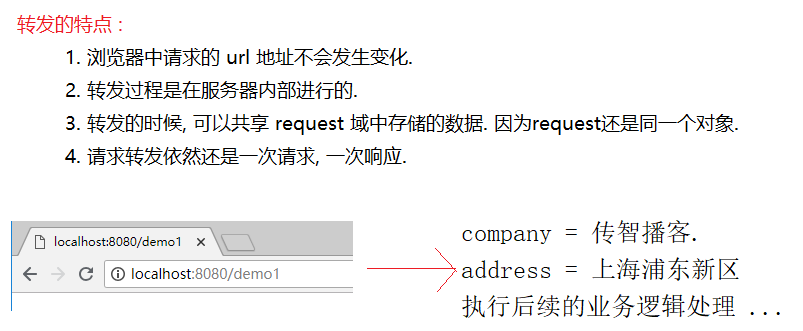 转发的特点 :
1. 浏览器中请求的 url 地址不会发生变化.
2. 转发过程是在服务器内部进行的.
3. 转发的时候, 可以共享 request 域中存储的数据. 因为request还是同一个对象.
4. 请求转发依然还是一次请求, 一次响应.
localhost:8080/demo1
localhost:8080/demo1
company = 传智播客.
address = 上海浦东新区
执行后续的业务逻辑处理 ...